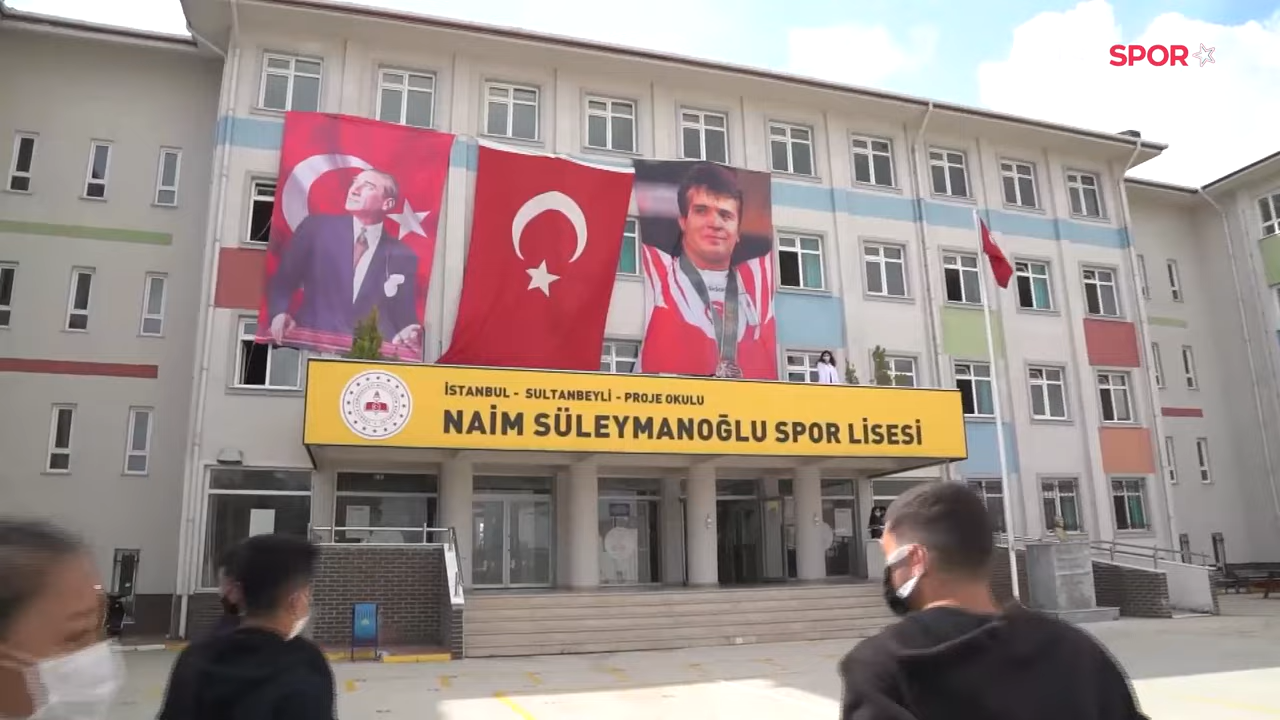 SPOR
İSTANBUL - SULTANBEYLİ - PROJE OKULU
NAİM SÜLEYMANOĞLU SPOR LİSESİ